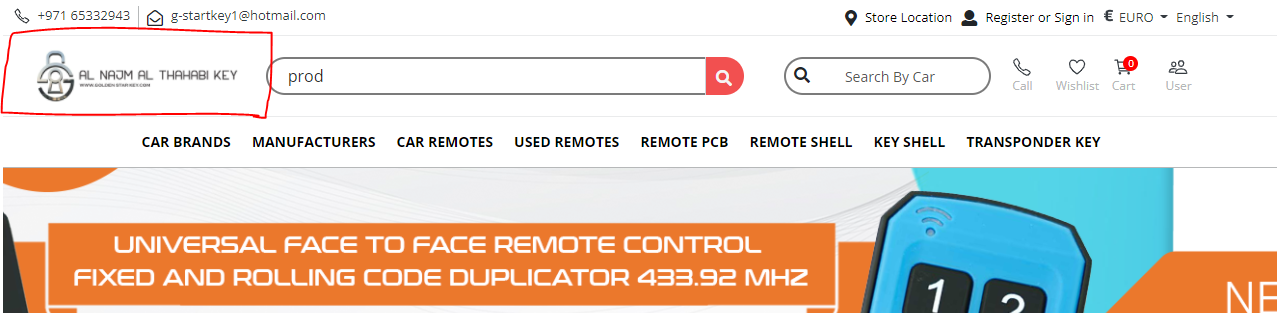 +971 65332943
g-startkey1@hotmail.com
Store Location
Register or Sign in
€ EURO
English
AL NAJM AL THAHABI KEY
WWW.GOLDEN-STAR-KEY.COM
prod
Search By Car
0
Call
Wishlist
Cart
User
CAR BRANDS
MANUFACTURERS
CAR REMOTES
USED REMOTES
REMOTE PCB
REMOTE SHELL
KEY SHELL
TRANSPONDER KEY
UNIVERSAL FACE TO FACE REMOTE CONTROL
FIXED AND ROLLING CODE DUPLICATOR 433.92 MHZ
1
2